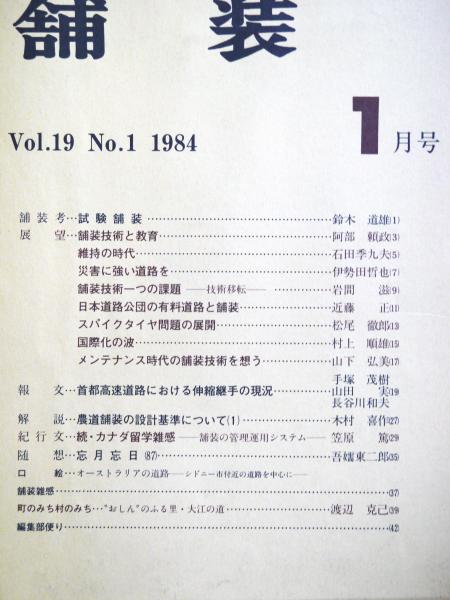 舗装
1月号
Vol.19 No.1 1984
舗装考…試験舗装……鈴木 道雄(1)
展 望…舗装技術と教育……阿部 頼政(3)
維持の時代……石田季九夫(5)
災害に強い道路を……伊勢田哲也(7)
舗装技術一つの課題 ——技術移転——……岩間 滋(9)
日本道路公団の有料道路と舗装……近藤 正(11)
スパイクタイヤ問題の展開……松尾 徹郎(13)
国際化の波……村上 順雄(15)
メンテナンス時代の舗装技術を想う……山下 弘美(17)
手塚 茂樹
報 文…首都高速道路における伸縮継手の現況……山田 実(19)
長谷川和夫
解 説…農道舗装の設計基準について(1)……木村 喜作(27)
紀行文…続・カナダ留学雑感 ——舗装の管理運用システム——……笠原 篤(29)
随 想…忘月忘日(87)……吾嬬東二郎(35)
口 絵…オーストラリアの道路——シドニー市付近の道路を中心に——
舗装雑感……(37)
町のみち村のみち…"おしん"のふる里・大江の道……渡辺 克己(39)
編集部便り……(42)